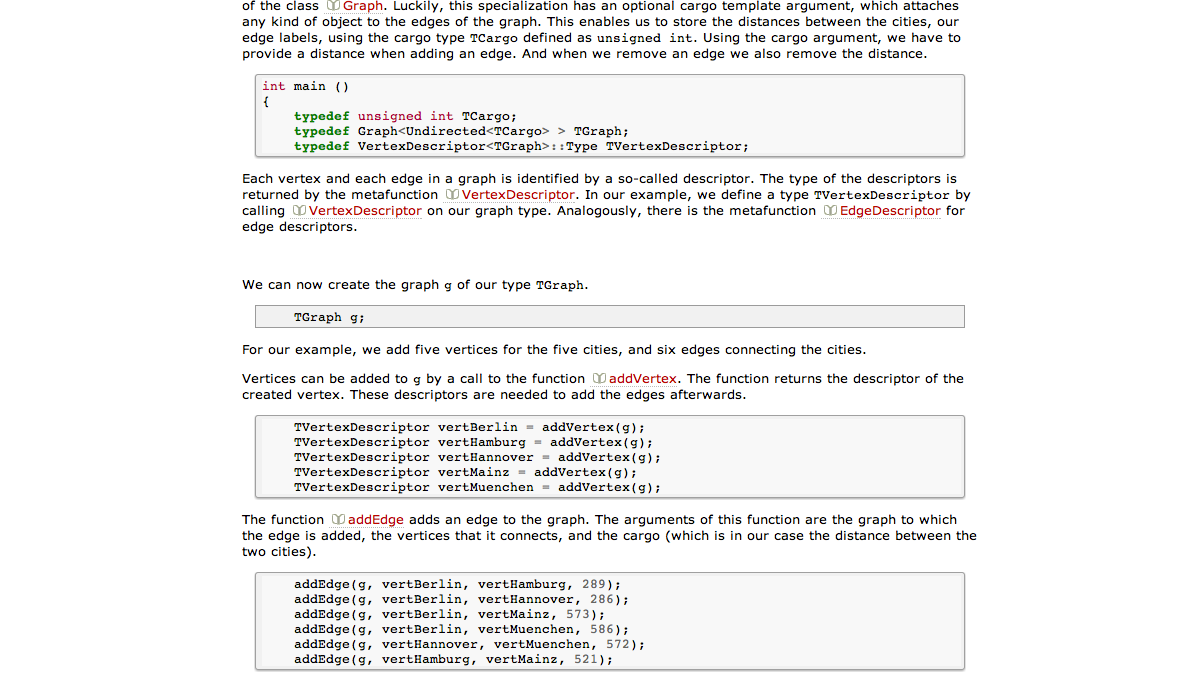 of the class Graph. Luckily, this specialization has an optional cargo template argument, which attaches
any kind of object to the edges of the graph. This enables us to store the distances between the cities, our
edge labels, using the cargo type TCargo defined as unsigned int. Using the cargo argument, we have to
provide a distance when adding an edge. And when we remove an edge we also remove the distance.
int main ()
{
    typedef unsigned int TCargo;
    typedef Graph<Undirected<TCargo> > TGraph;
    typedef VertexDescriptor<TGraph>::Type TVertexDescriptor;
Each vertex and each edge in a graph is identified by a so-called descriptor. The type of the descriptors is
returned by the metafunction VertexDescriptor. In our example, we define a type TVertexDescriptor by
calling VertexDescriptor on our graph type. Analogously, there is the metafunction EdgeDescriptor for
edge descriptors.
We can now create the graph g of our type TGraph.
    TGraph g;
For our example, we add five vertices for the five cities, and six edges connecting the cities.
Vertices can be added to g by a call to the function addVertex. The function returns the descriptor of the
created vertex. These descriptors are needed to add the edges afterwards.
    TVertexDescriptor vertBerlin = addVertex(g);
    TVertexDescriptor vertHamburg = addVertex(g);
    TVertexDescriptor vertHannover = addVertex(g);
    TVertexDescriptor vertMainz = addVertex(g);
    TVertexDescriptor vertMuenchen = addVertex(g);
The function addEdge adds an edge to the graph. The arguments of this function are the graph to which
the edge is added, the vertices that it connects, and the cargo (which is in our case the distance between the
two cities).
    addEdge(g, vertBerlin, vertHamburg, 289);
    addEdge(g, vertBerlin, vertHannover, 286);
    addEdge(g, vertBerlin, vertMainz, 573);
    addEdge(g, vertBerlin, vertMuenchen, 586);
    addEdge(g, vertHannover, vertMuenchen, 572);
    addEdge(g, vertHamburg, vertMainz, 521);